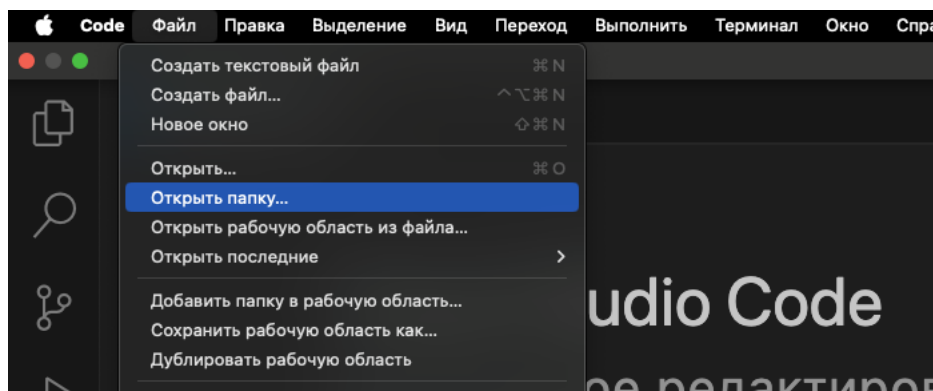 Code Файл Правка Выделение Вид Переход Выполнить Терминал Окно
Создать текстовый файл ⌘ N
Создать файл... ^⌥⌘ N
Новое окно ⇧⌘ N
Открыть... ⌘ O
Открыть папку...
Открыть рабочую область из файла...
Открыть последние
Добавить папку в рабочую область...
udio Code
Сохранить рабочую область как...
Дублировать рабочую область